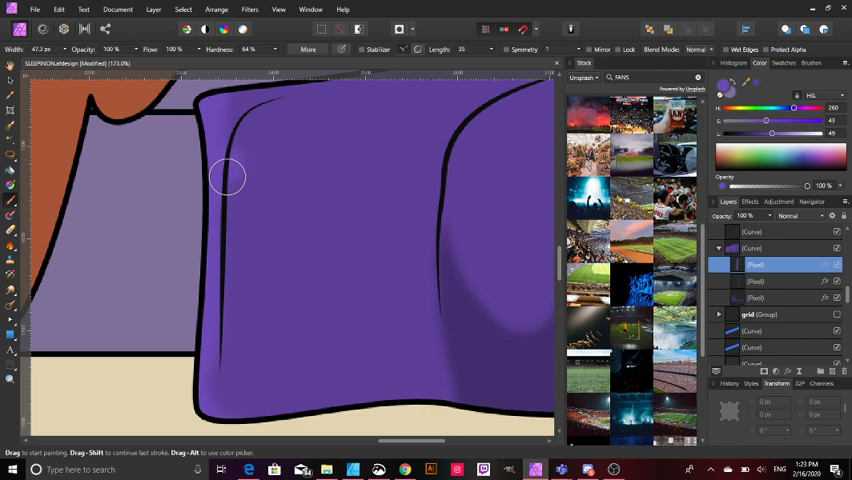 File Edit Text Document Layer Select Arrange Filters View Window Help
Width: 47.3 px Opacity: 100 % Flow: 100 % Hardness: 64 % More Stabilizer Length: 35 Symmetry 1 Mirror Lock Blend Mode: Normal Wet Edges Protect Alpha
SLEEPINON.afdesign [Modified] (173.0%)
Stock
Histogram Color Swatches Brushes
Unsplash FANS
Powered by Unsplash
HSL
H: 260
S: 43
L: 49
Opacity
100 %
Layers Effects Adjustment Navigator
Opacity: 100 % Normal
(Curve)
(Curve)
(Pixel)
(Pixel)
(Pixel)
grid (Group)
(Curve)
(Curve)
History Styles Transform 32P Channels
X: 0 px W: 0 px
Y: 0 px H: 0 px
Drag to start painting. Drag+Shift to continue last stroke. Drag+Alt to use color picker.
Type here to search
ENG
1:23 PM
2/16/2020